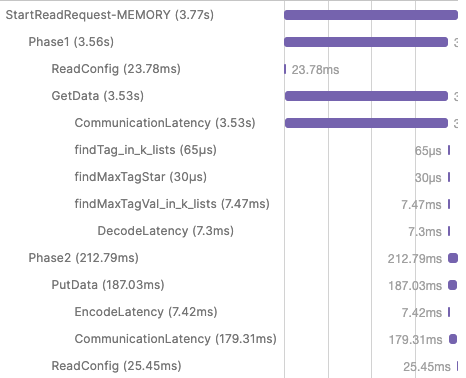 StartReadRequest-MEMORY (3.77s)
Phase1 (3.56s)
ReadConfig (23.78ms) 23.78ms
GetData (3.53s)
CommunicationLatency (3.53s)
findTag_in_k_lists (65µs) 65µs
findMaxTagStar (30µs) 30µs
findMaxTagVal_in_k_lists (7.47ms) 7.47ms
DecodeLatency (7.3ms) 7.3ms
Phase2 (212.79ms) 212.79ms
PutData (187.03ms) 187.03ms
EncodeLatency (7.42ms) 7.42ms
CommunicationLatency (179.31ms) 179.31ms
ReadConfig (25.45ms) 25.45ms